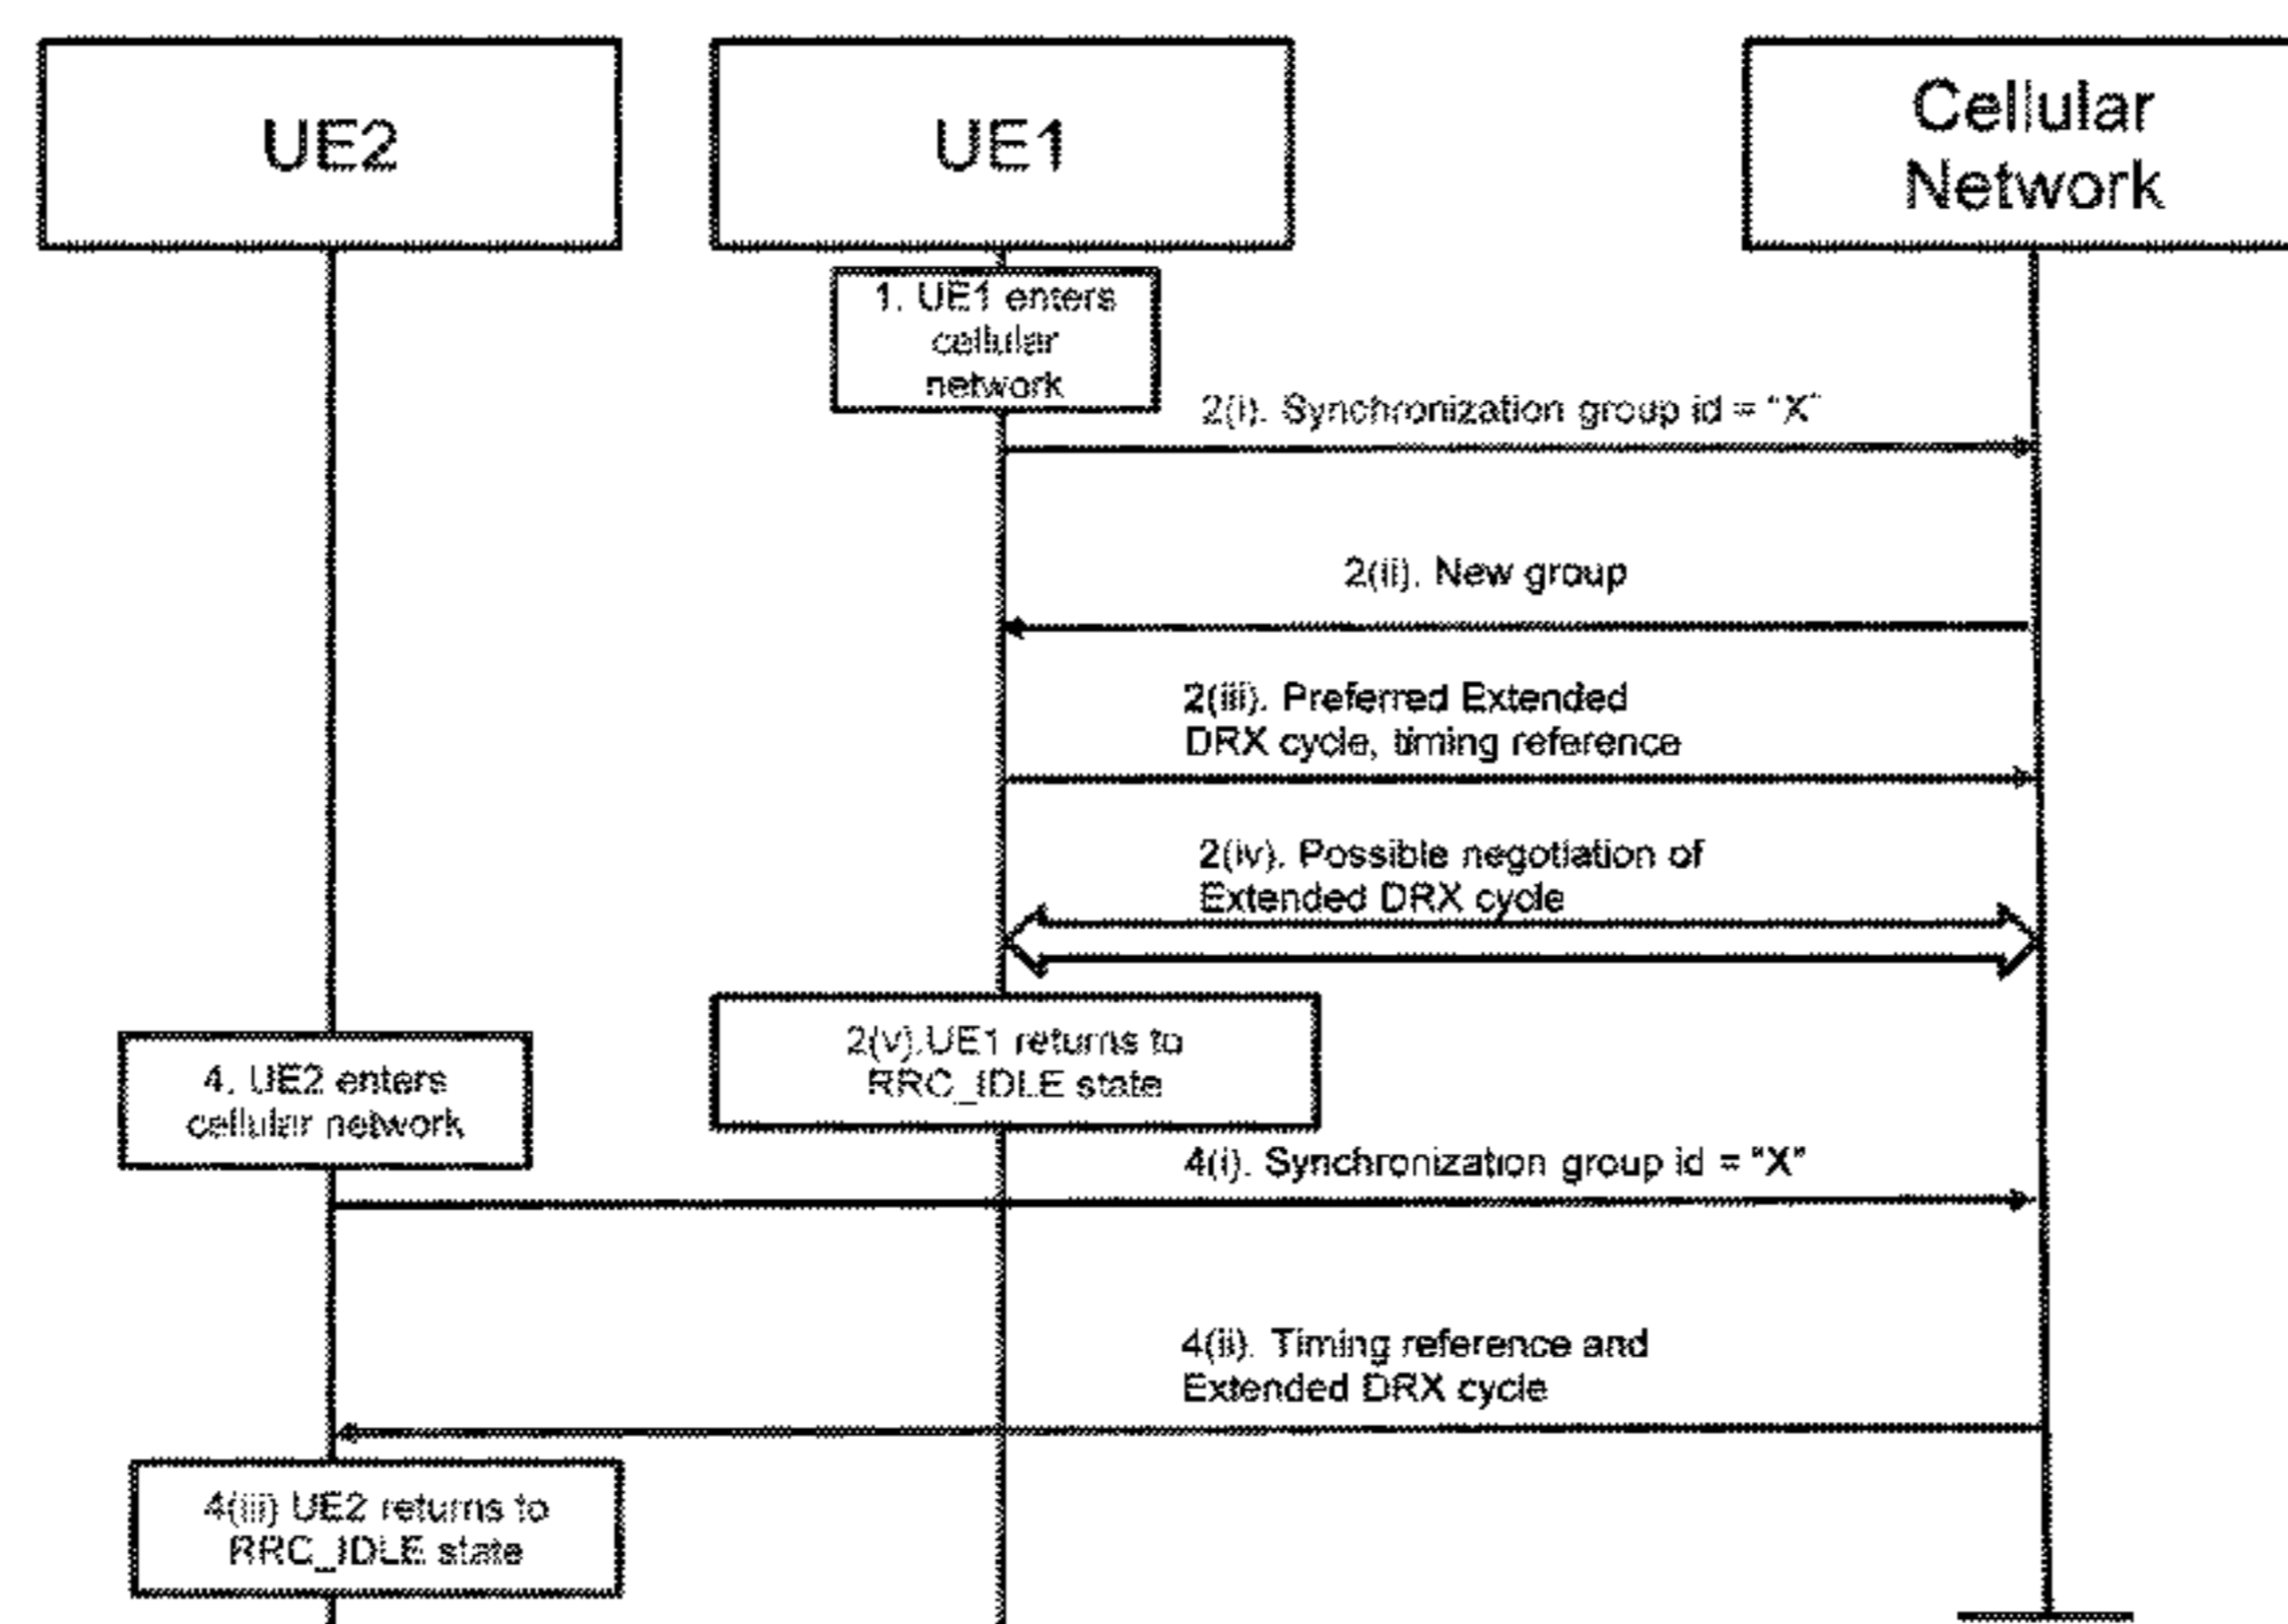 UE2
UE1
Cellular
Network
1. UE1 enters
cellular
network
2(i). Synchronization group id = "X"
2(ii). New group
2(iii). Preferred Extended
DRX cycle, timing reference
2(iv). Possible negotiation of
Extended DRX cycle
2(v).UE1 returns to
RRC_IDLE state
4. UE2 enters
cellular network
4(i). Synchronization group id = "X"
4(ii). Timing reference and
Extended DRX cycle
4(iii) UE2 returns to
RRC_IDLE state